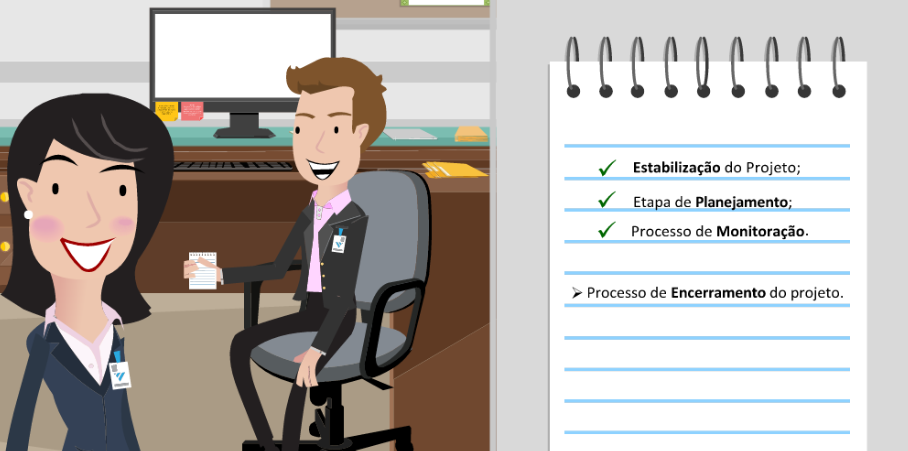 Estabilização do Projeto;
Etapa de Planejamento;
Processo de Monitoração.
Processo de Encerramento do projeto.